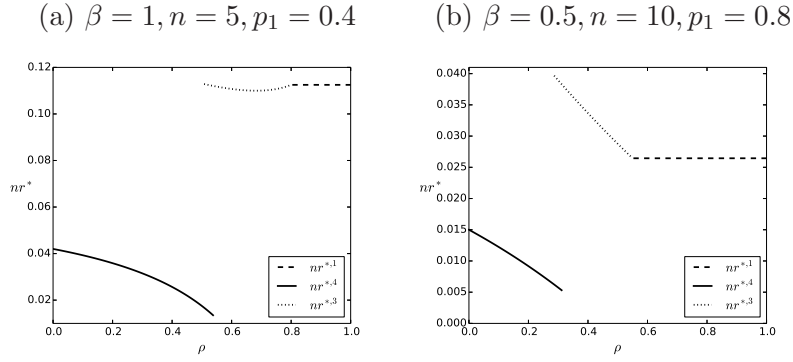 (a) β = 1, n = 5, p₁ = 0.4
(b) β = 0.5, n = 10, p₁ = 0.8
0.12
0.10
0.08
0.06
0.04
0.02
nr*
0.0 0.2 0.4 0.6 0.8 1.0
ρ
nr*,1
nr*,4
nr*,3
0.040
0.035
0.030
0.025
0.020
0.015
0.010
0.005
0.000
nr*
0.0 0.2 0.4 0.6 0.8 1.0
ρ
nr*,1
nr*,4
nr*,3